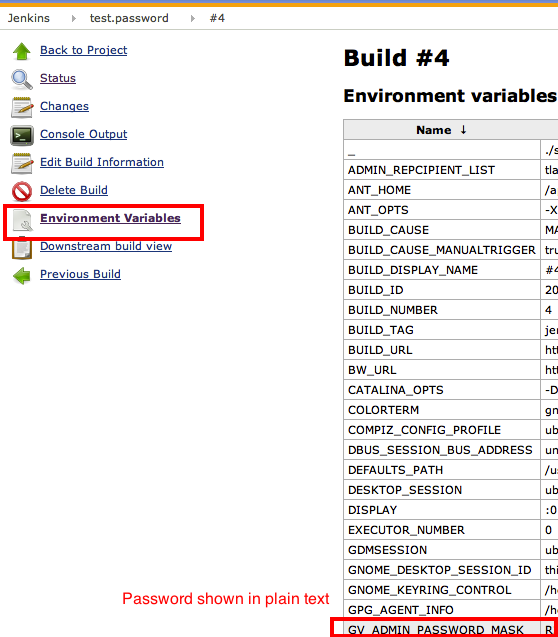 Jenkins test.password #4
Back to Project
Status
Changes
Console Output
Edit Build Information
Delete Build
Environment Variables
Downstream build view
Previous Build
Build #4
Environment variables
Name ↓
_ ./s
ADMIN_REPCIPIENT_LIST tla
ANT_HOME /a
ANT_OPTS -X
BUILD_CAUSE MA
BUILD_CAUSE_MANUALTRIGGER tru
BUILD_DISPLAY_NAME #4
BUILD_ID 20
BUILD_NUMBER 4
BUILD_TAG jen
BUILD_URL htt
BW_URL htt
CATALINA_OPTS -D
COLORTERM gn
COMPIZ_CONFIG_PROFILE ub
DBUS_SESSION_BUS_ADDRESS un
DEFAULTS_PATH /us
DESKTOP_SESSION ub
DISPLAY :0
EXECUTOR_NUMBER 0
GDMSESSION ub
GNOME_DESKTOP_SESSION_ID thi
GNOME_KEYRING_CONTROL /ho
Password shown in plain text
GPG_AGENT_INFO /ho
GV_ADMIN_PASSWORD_MASK R